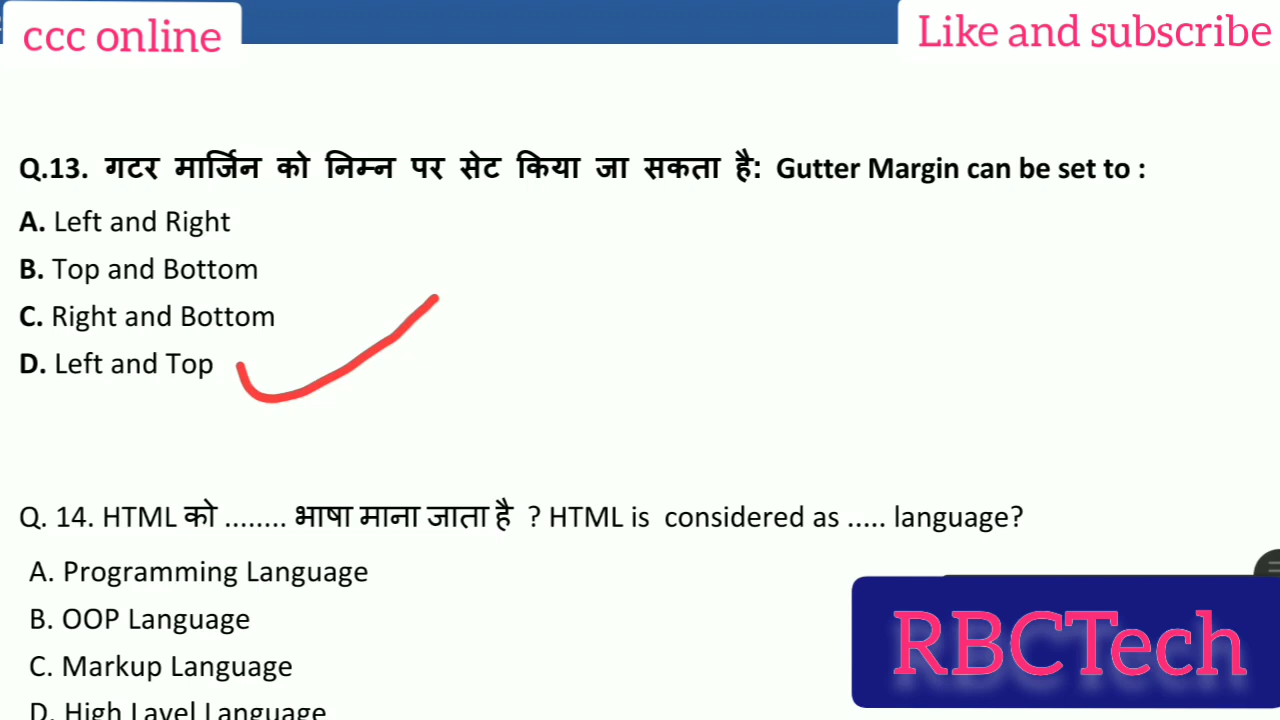 ccc online
Like and subscribe
Q.13. गटर मार्जिन को निम्न पर सेट किया जा सकता है: Gutter Margin can be set to :
A. Left and Right
B. Top and Bottom
C. Right and Bottom
D. Left and Top
Q. 14. HTML को ........ भाषा माना जाता है ? HTML is considered as ..... language?
A. Programming Language
B. OOP Language
C. Markup Language
D. High Level Language
RBCTech